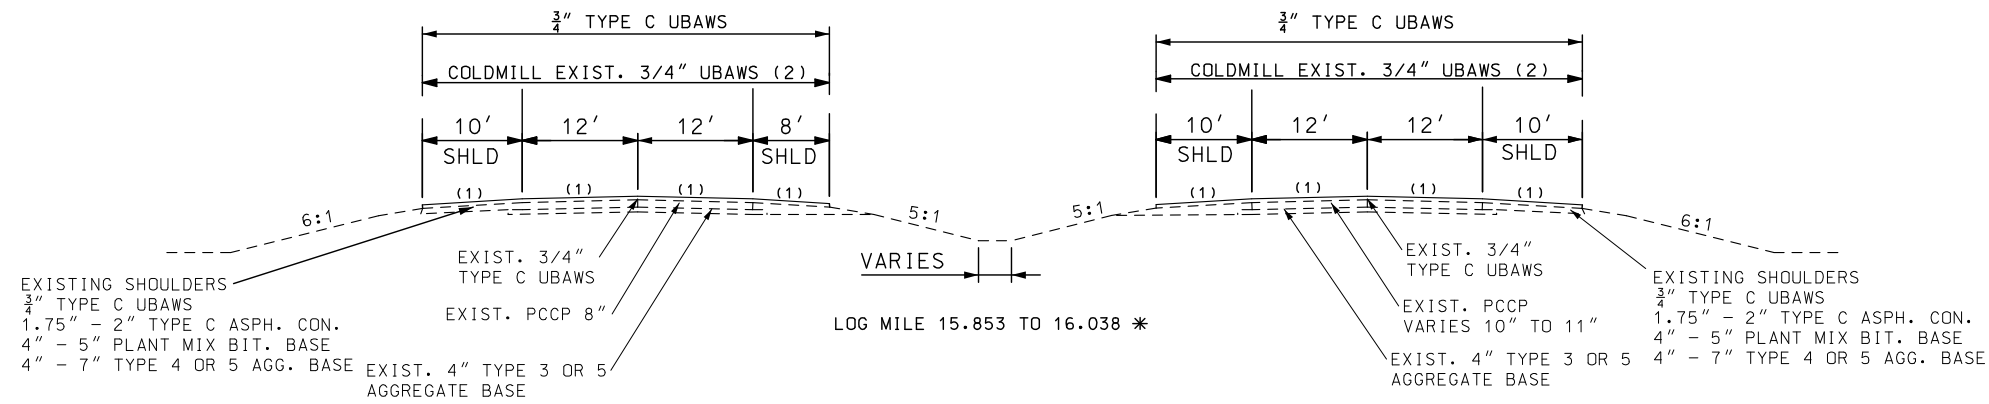 3/4" TYPE C UBAWS
COLDMILL EXIST. 3/4" UBAWS (2)
10' 12' 12' 8'
SHLD SHLD
(1) (1) (1) (1)
6:1 5:1
EXIST. 3/4"
TYPE C UBAWS
EXIST. PCCP 8"
EXIST. 4" TYPE 3 OR 5
AGGREGATE BASE
EXISTING SHOULDERS
3/4" TYPE C UBAWS
1.75" - 2" TYPE C ASPH. CON.
4" - 5" PLANT MIX BIT. BASE
4" - 7" TYPE 4 OR 5 AGG. BASE
VARIES
LOG MILE 15.853 TO 16.038 *
3/4" TYPE C UBAWS
COLDMILL EXIST. 3/4" UBAWS (2)
10' 12' 12' 10'
SHLD SHLD
(1) (1) (1) (1)
5:1 6:1
EXIST. 3/4"
TYPE C UBAWS
EXIST. PCCP
VARIES 10" TO 11"
EXIST. 4" TYPE 3 OR 5
AGGREGATE BASE
EXISTING SHOULDERS
3/4" TYPE C UBAWS
1.75" - 2" TYPE C ASPH. CON.
4" - 5" PLANT MIX BIT. BASE
4" - 7" TYPE 4 OR 5 AGG. BASE